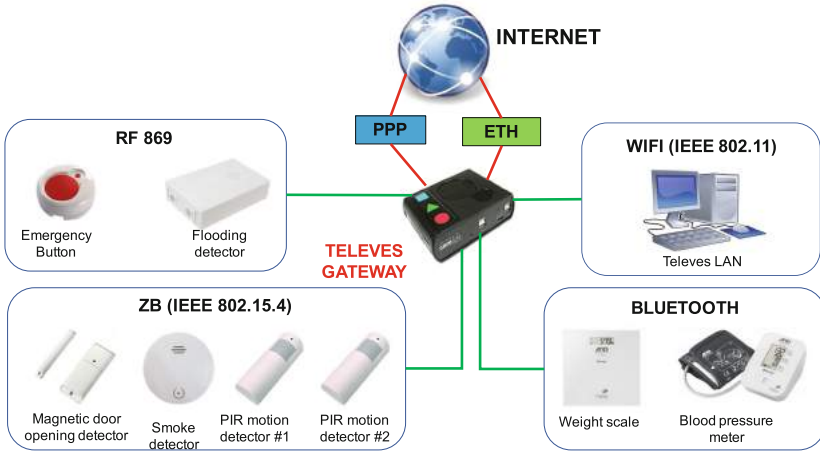 INTERNET
PPP
ETH
RF 869
Emergency
Button
Flooding
detector
TELEVES
GATEWAY
WIFI (IEEE 802.11)
Televes LAN
ZB (IEEE 802.15.4)
Magnetic door
opening detector
Smoke
detector
PIR motion
detector #1
PIR motion
detector #2
BLUETOOTH
Weight scale
Blood pressure
meter